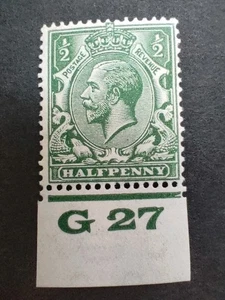 ½ ½
POSTAGE REVENUE
HALFPENNY
G 27